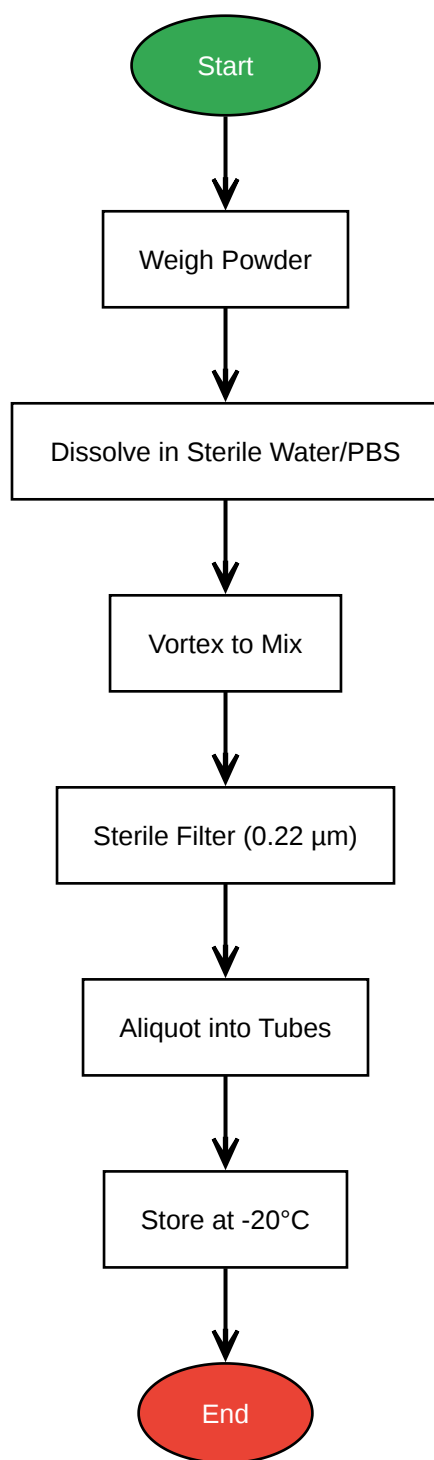 Start
Weigh Powder
Dissolve in Sterile Water/PBS
Vortex to Mix
Sterile Filter (0.22 µm)
Aliquot into Tubes
Store at -20°C
End